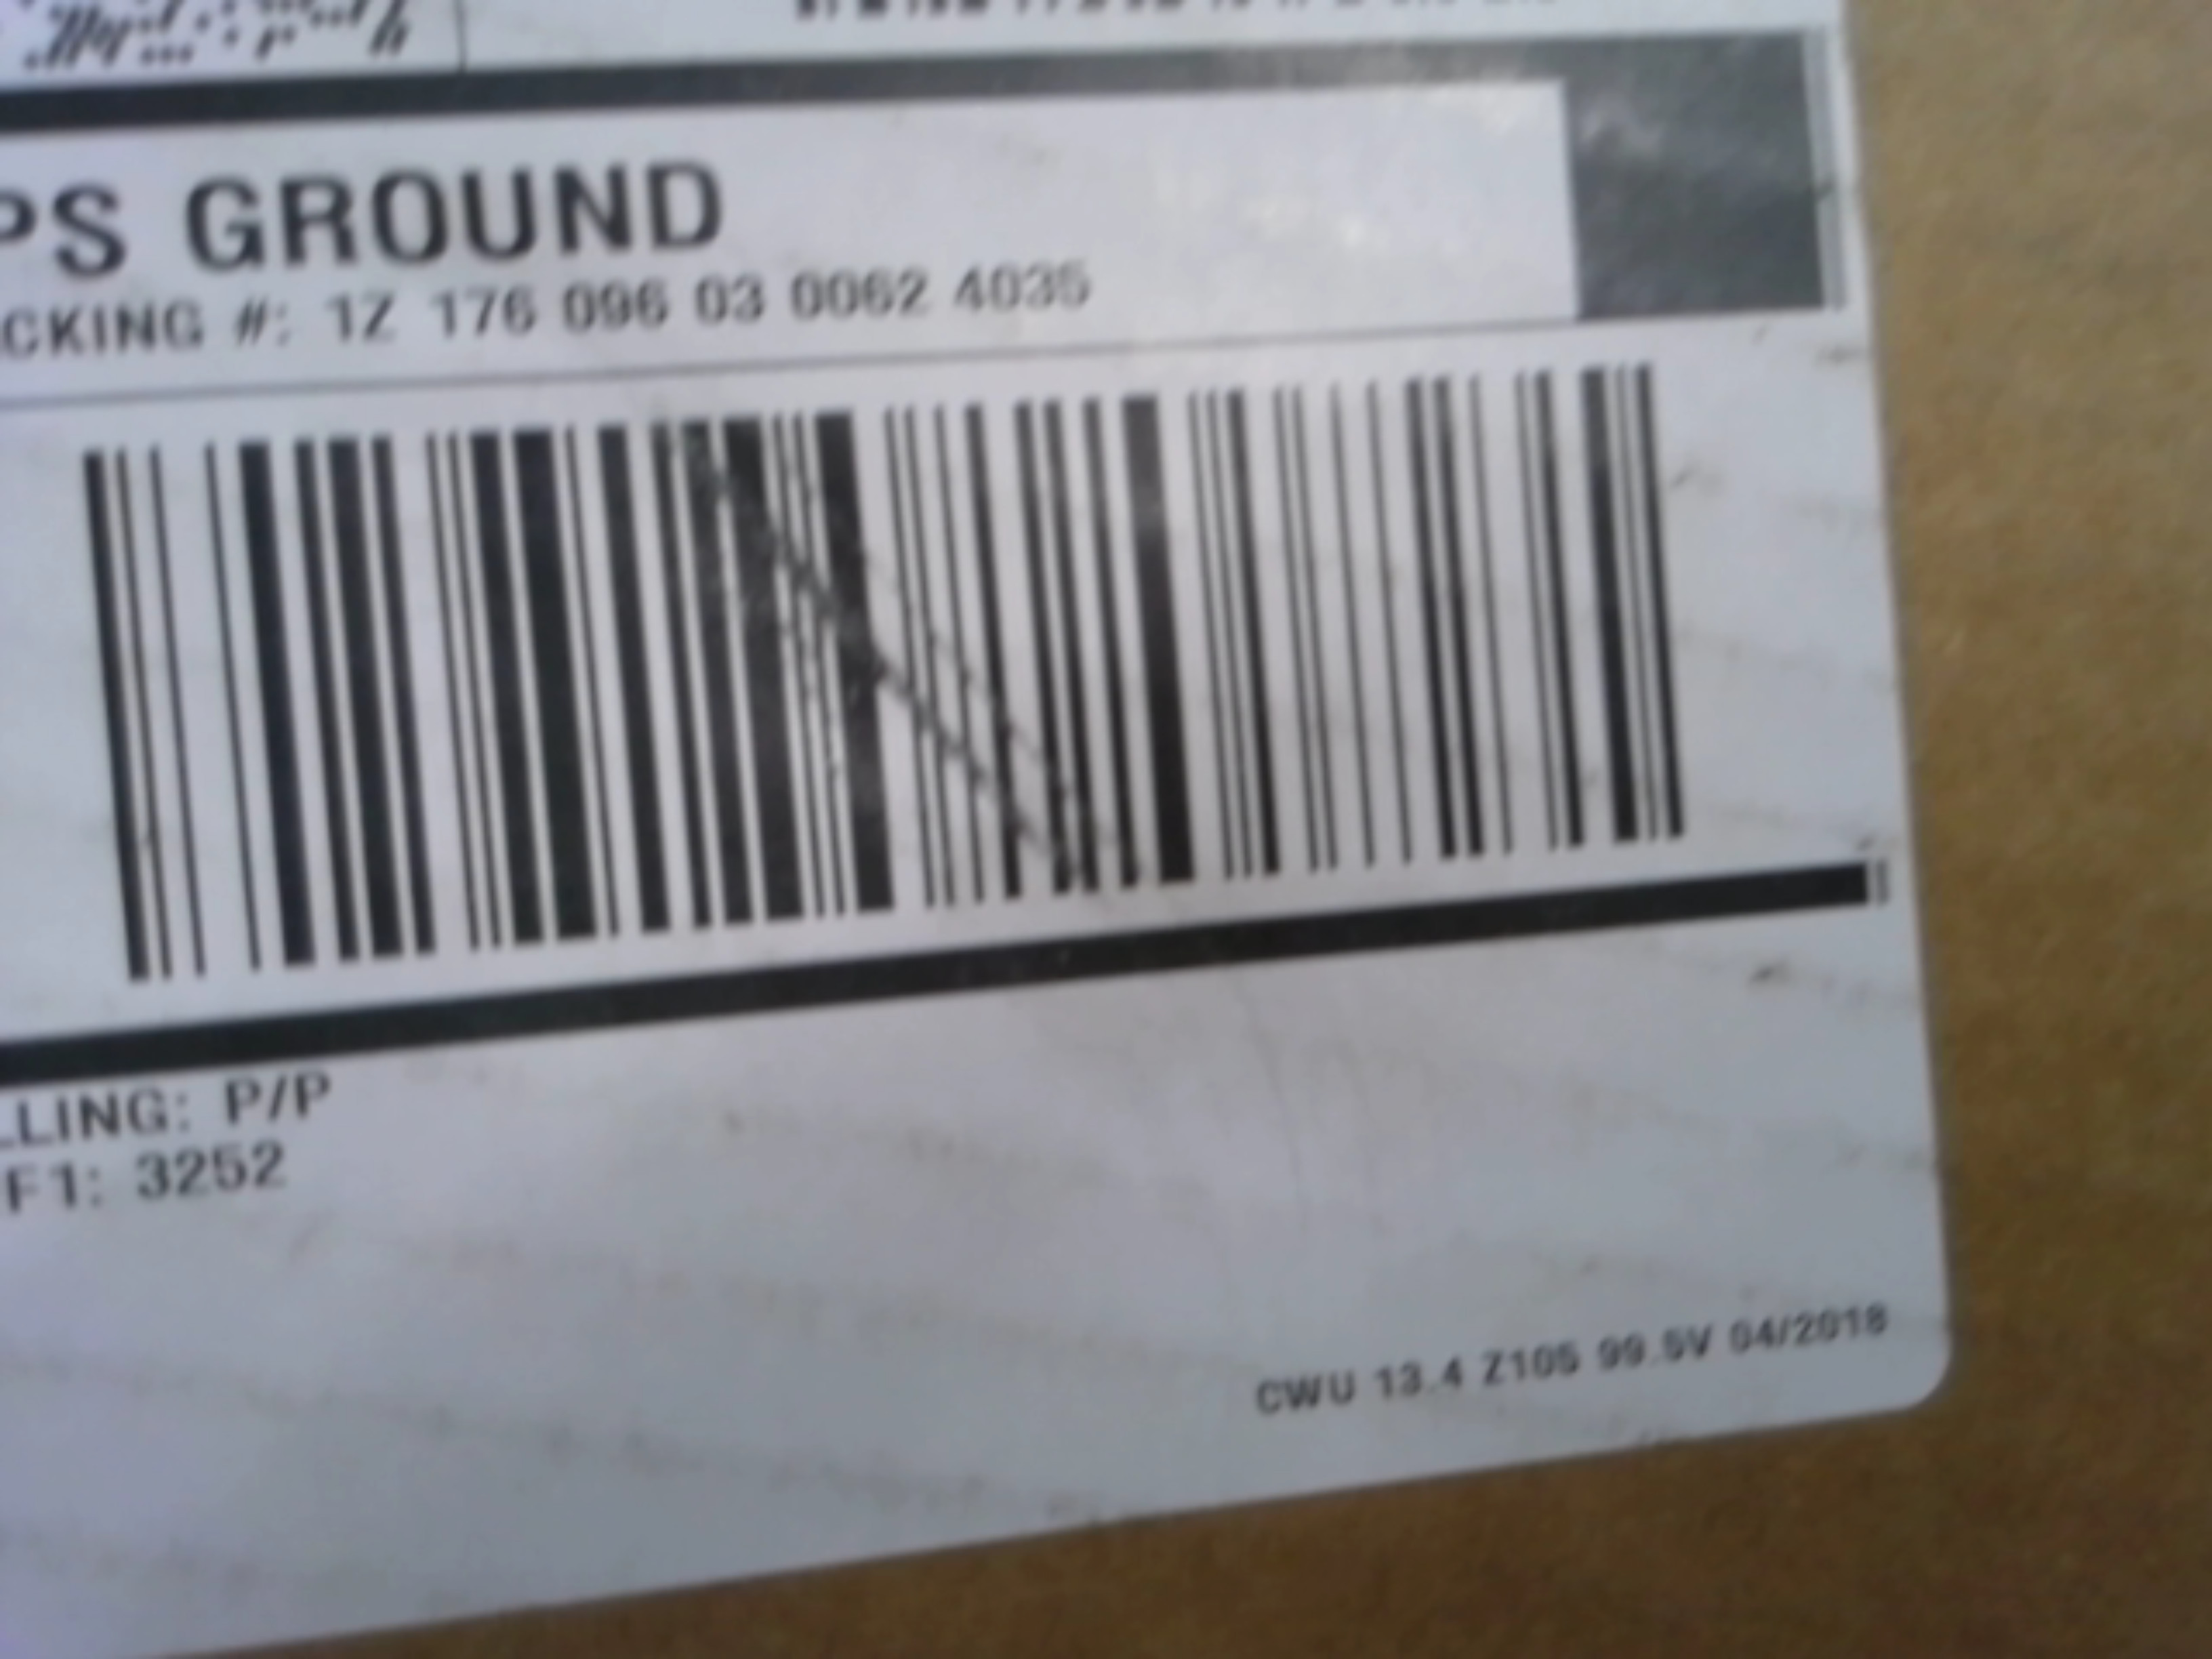 PS GROUND
CKING #: 1Z 176 096 03 0062 4035
LLING: P/P
F1: 3252
CWU 13.4 Z105 99.5V 04/2018